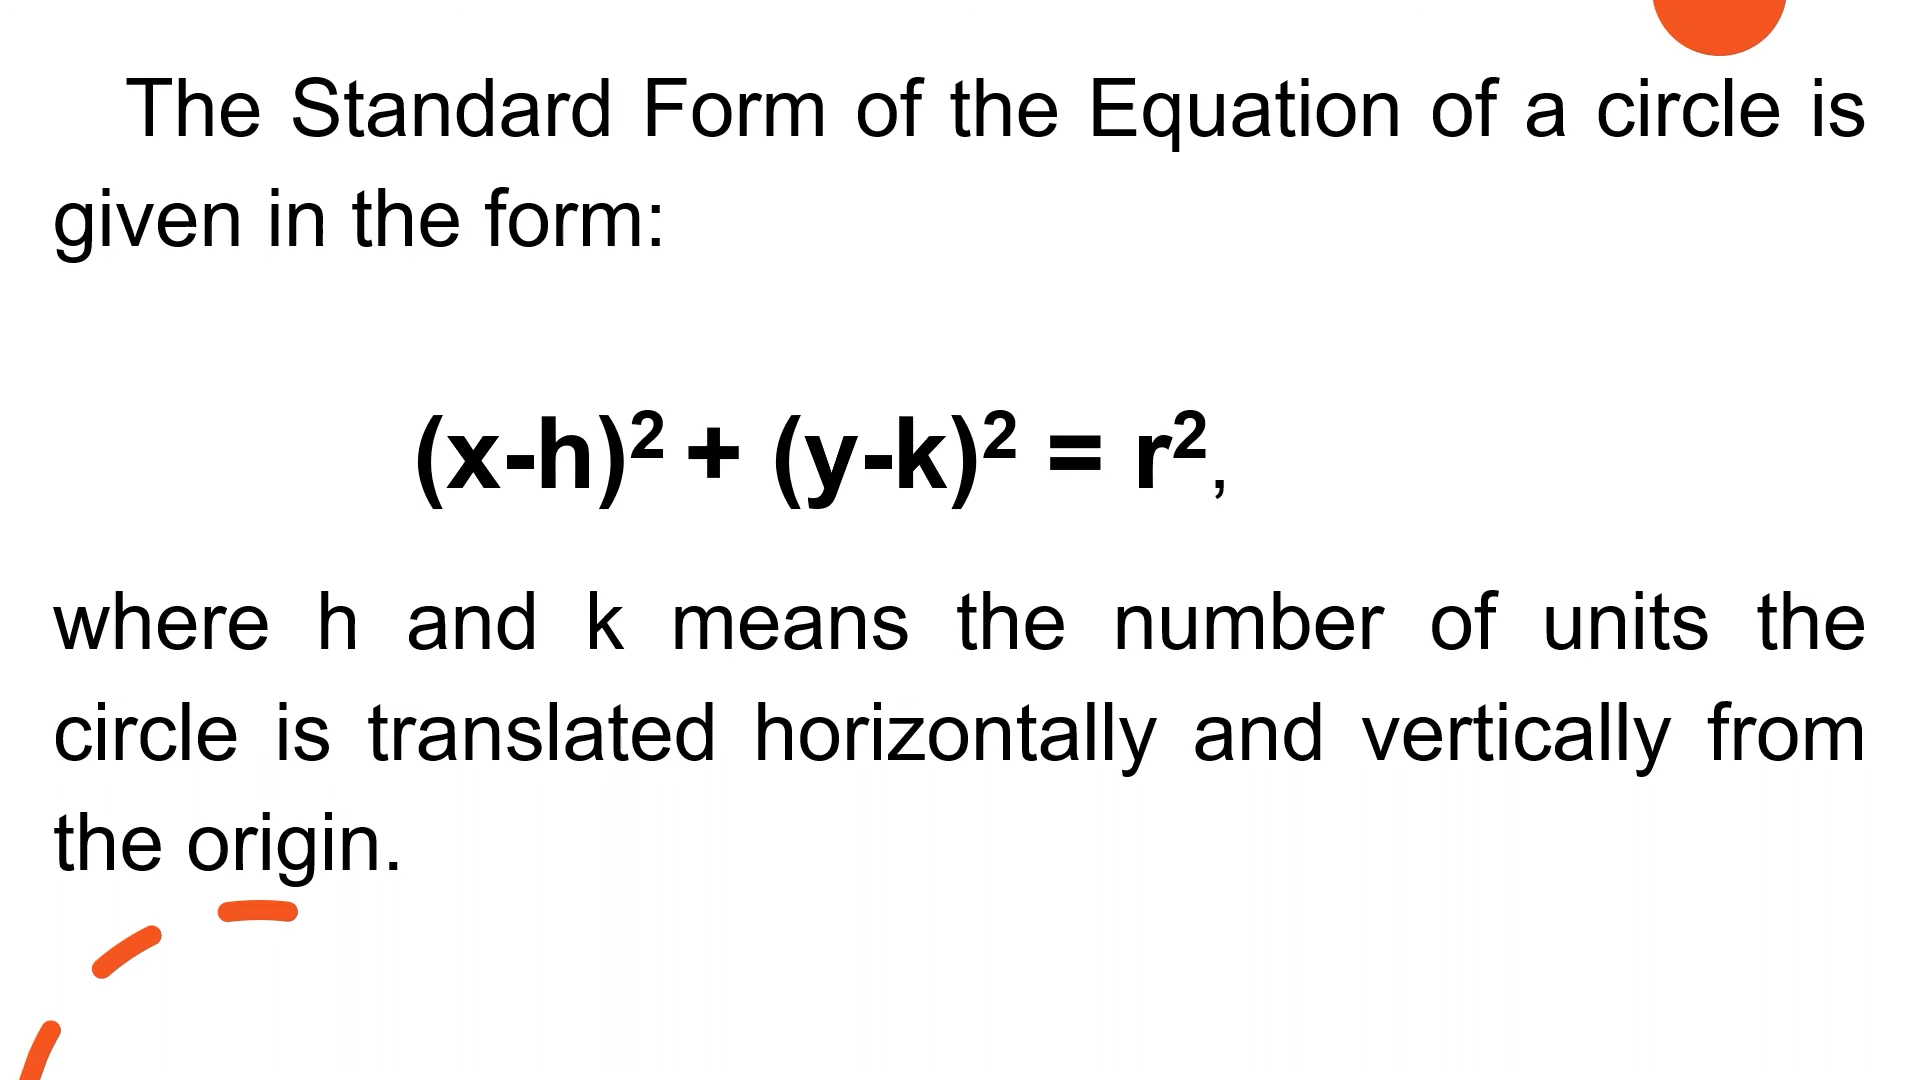 The Standard Form of the Equation of a circle is
given in the form:
(x-h)² + (y-k)² = r²,
where h and k means the number of units the
circle is translated horizontally and vertically from
the origin.